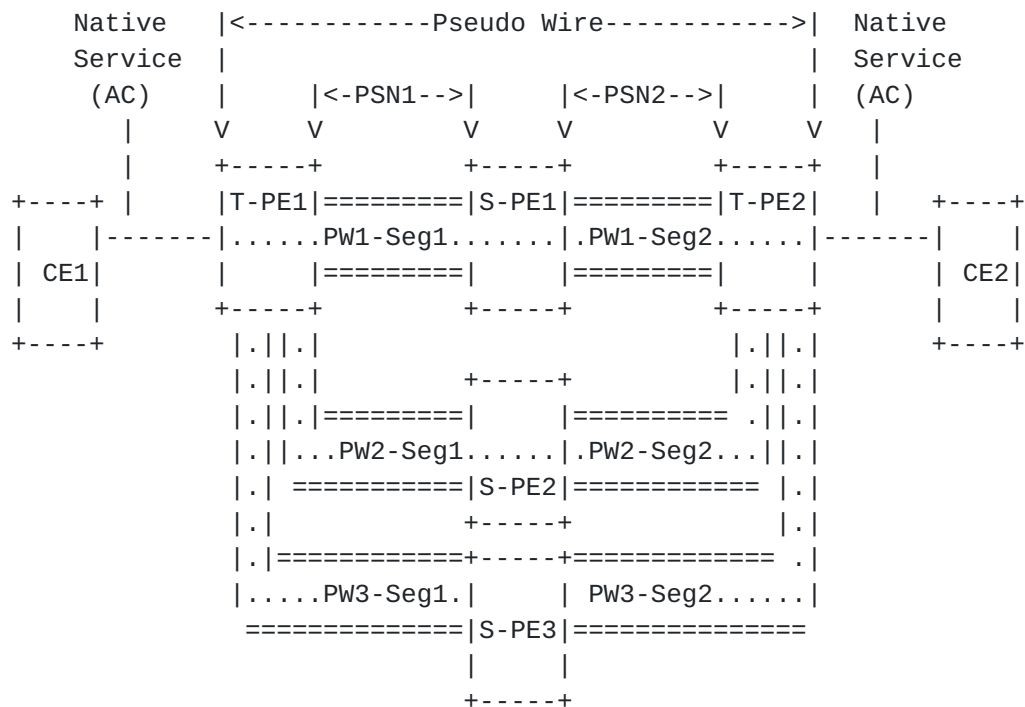 Native   |<------------Pseudo Wire------------>|  Native
     Service  |                                     |  Service
      (AC)    |     |<-PSN1-->|     |<-PSN2-->|     |  (AC)
        |     V     V         V     V         V     V   |
        |     +-----+         +-----+         +-----+   |
 +----+ |     |T-PE1|=========|S-PE1|=========|T-PE2|   |   +----+
 |    |-------|......PW1-Seg1.......|.PW1-Seg2......|-------|    |
 | CE1|       |     |=========|     |=========|     |       | CE2|
 |    |       +-----+         +-----+         +-----+       |    |
 +----+        |.||.|                          |.||.|       +----+
               |.||.|         +-----+          |.||.|
               |.||.|=========|     |========== .||.|
               |.||...PW2-Seg1......|.PW2-Seg2...||.|
               |.| ===========|S-PE2|============ |.|
               |.|            +-----+             |.|
               |.|============+-----+============= .|
               |.....PW3-Seg1.|     | PW3-Seg2......|
                ==============|S-PE3|===============
                              |     |
                              +-----+